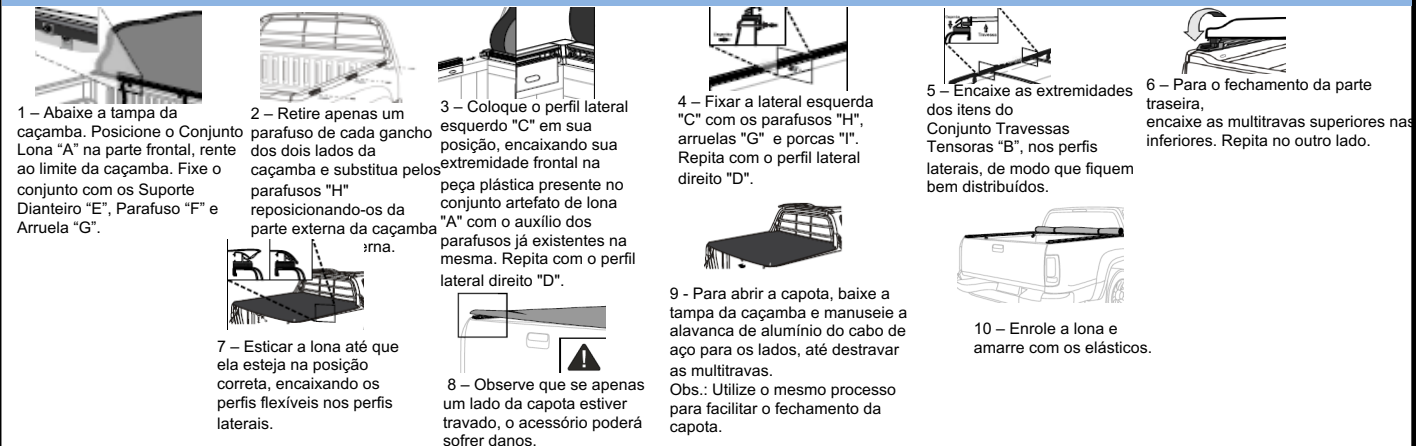 1 – Abaixe a tampa da
caçamba. Posicione o Conjunto
Lona “A” na parte frontal, rente
ao limite da caçamba. Fixe o
conjunto com os Suporte
Dianteiro “E”, Parafuso “F” e
Arruela “G”.
2 – Retire apenas um
parafuso de cada gancho
dos dois lados da
caçamba e substitua pelos
parafusos "H"
reposicionando-os da
parte externa da caçamba
erna.
3 – Coloque o perfil lateral
esquerdo "C" em sua
posição, encaixando sua
extremidade frontal na
peça plástica presente no
conjunto artefato de lona
"A" com o auxílio dos
parafusos já existentes na
mesma. Repita com o perfil
lateral direito "D".
4 – Fixar a lateral esquerda
"C" com os parafusos "H",
arruelas "G" e porcas "I".
Repita com o perfil lateral
direito "D".
5 – Encaixe as extremidades
dos itens do
Conjunto Travessas
Tensoras “B”, nos perfis
laterais, de modo que fiquem
bem distribuídos.
6 – Para o fechamento da parte
traseira,
encaixe as multitravas superiores nas
inferiores. Repita no outro lado.
7 – Esticar a lona até que
ela esteja na posição
correta, encaixando os
perfis flexíveis nos perfis
laterais.
8 – Observe que se apenas
um lado da capota estiver
travado, o acessório poderá
sofrer danos.
9 - Para abrir a capota, baixe a
tampa da caçamba e manuseie a
alavanca de alumínio do cabo de
aço para os lados, até destravar
as multitravas.
Obs.: Utilize o mesmo processo
para facilitar o fechamento da
capota.
10 – Enrole a lona e
amarre com os elásticos.